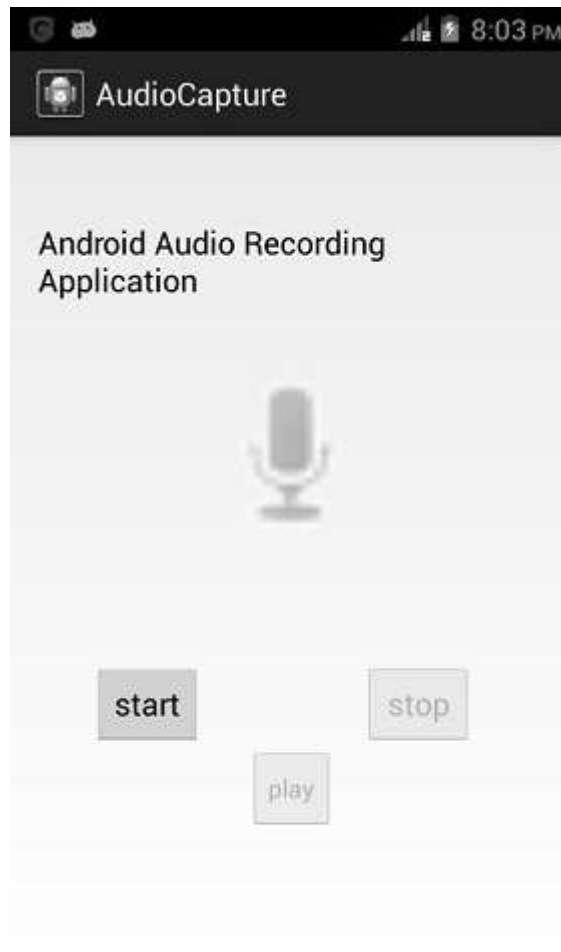 8:03 PM
AudioCapture
Android Audio Recording
Application
start
stop
play